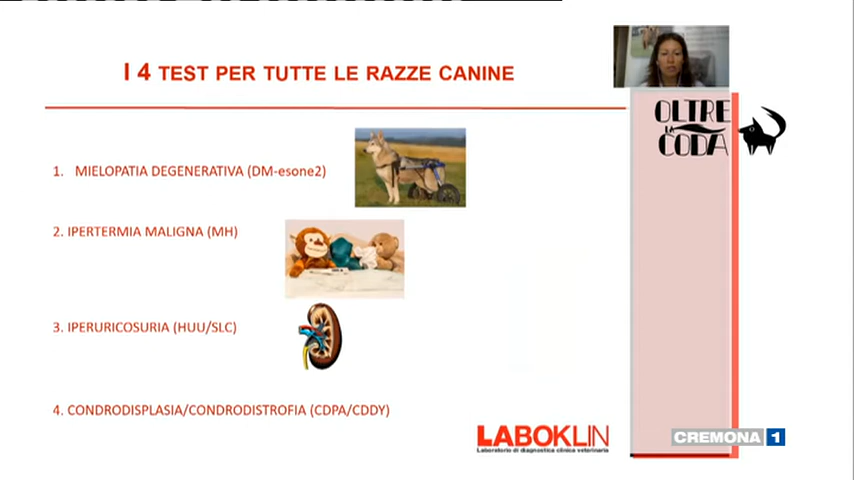 I 4 TEST PER TUTTE LE RAZZE CANINE
OLTRE
LA
CODA
1. MIELOPATIA DEGENERATIVA (DM-esone2)
2. IPERTERMIA MALIGNA (MH)
3. IPERURICOSURIA (HUU/SLC)
4. CONDRODISPLASIA/CONDRODISTROFIA (CDPA/CDDY)
LABOKLIN
Laboratorio di diagnostica clinica veterinaria
CREMONA 1